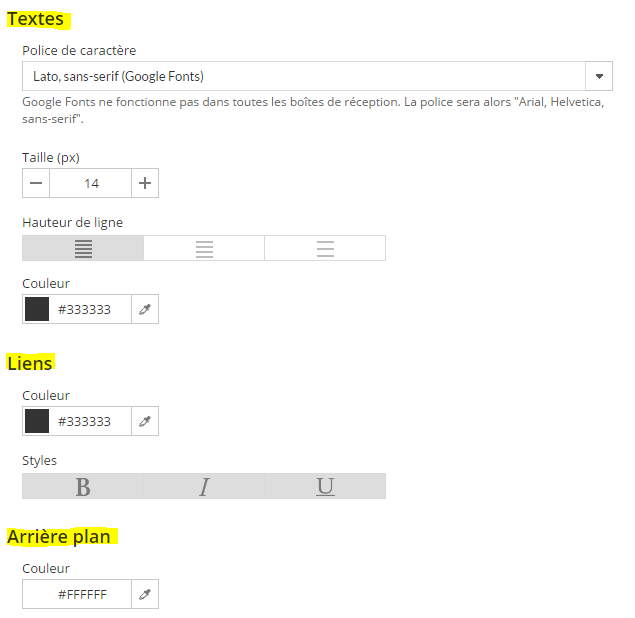 Textes
Police de caractère
Lato, sans-serif (Google Fonts)
Google Fonts ne fonctionne pas dans toutes les boîtes de réception. La police sera alors "Arial, Helvetica,
sans-serif".
Taille (px)
14
Hauteur de ligne
Couleur
#333333
Liens
Couleur
#333333
Styles
B I U
Arrière plan
Couleur
#FFFFFF